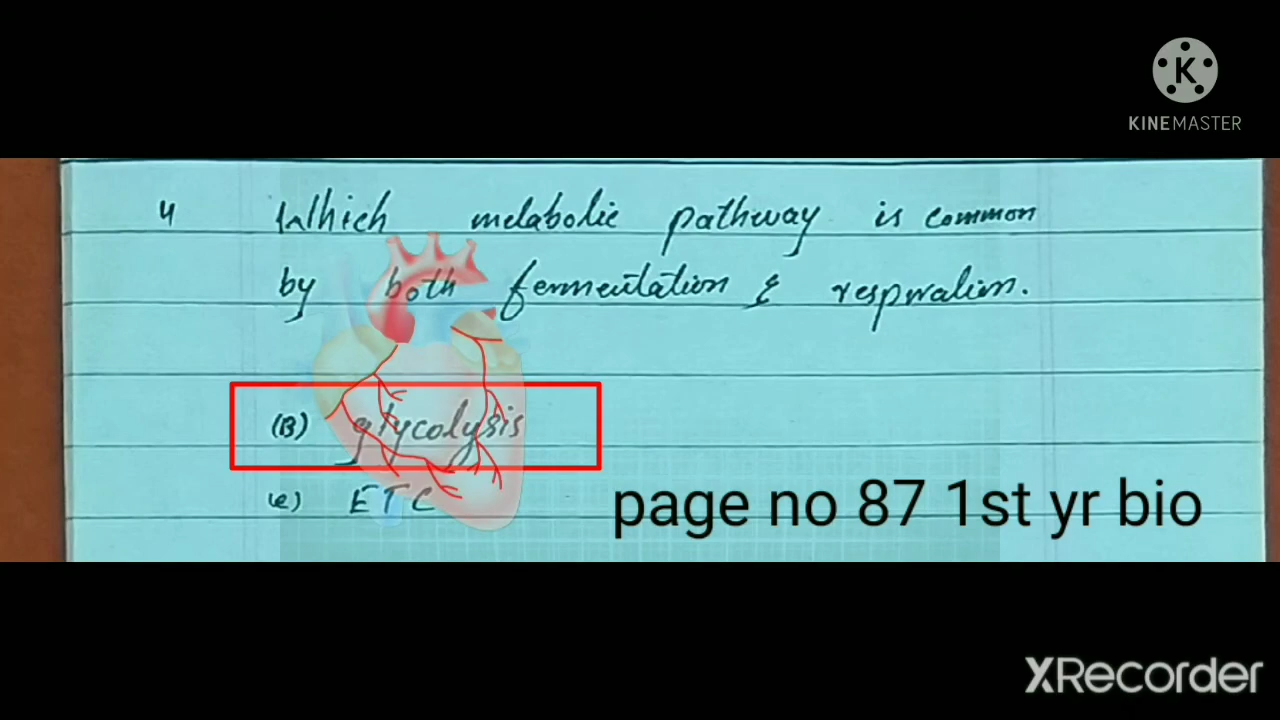 KINEMASTER
4 Which metabolic pathway is common
by both fermentation & respiration.
(B) glycolysis
(c) ETC
page no 87 1st yr bio
XRecorder